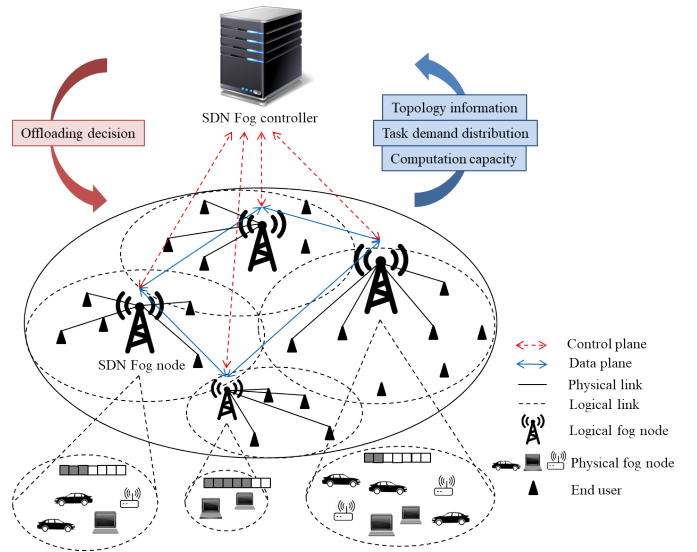 SDN Fog controller
Offloading decision
Topology information
Task demand distribution
Computation capacity
SDN Fog node
Control plane
Data plane
Physical link
Logical link
Logical fog node
Physical fog node
End user